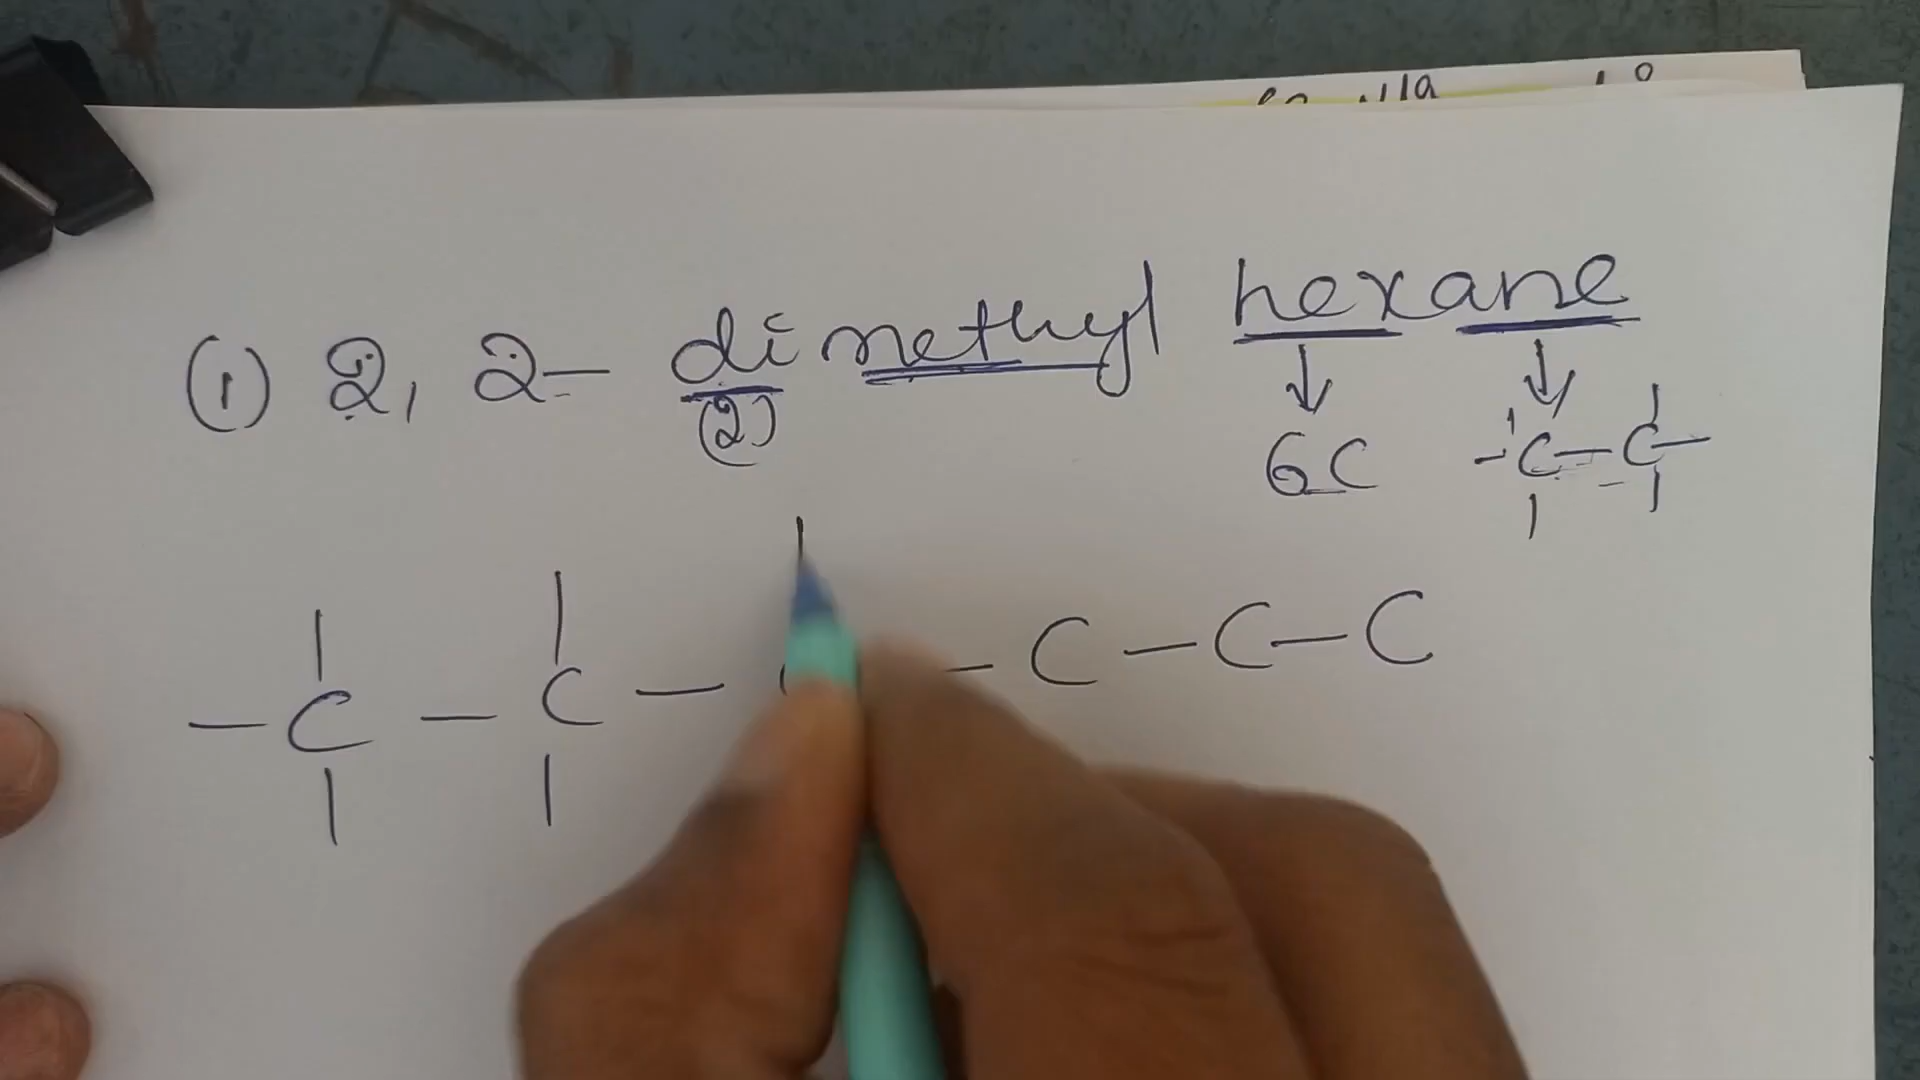 (1) 2, 2- dimethyl hexane
(2) 6C -C-C-
-C-C- -C-C-C